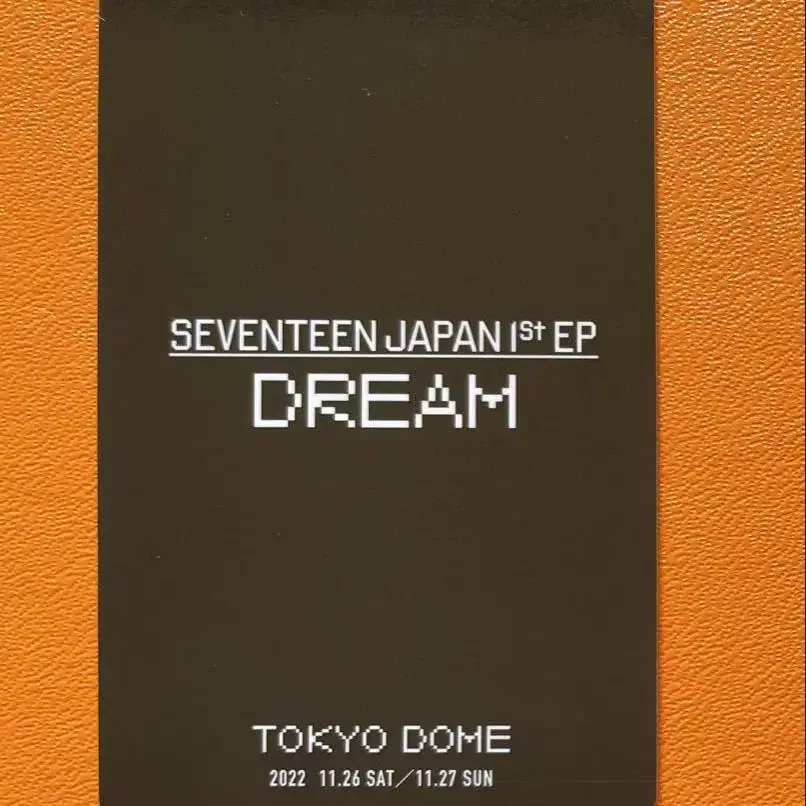 SEVENTEEN JAPAN 1st EP
DREAM
TOKYO DOME
2022 11.26 SAT／11.27 SUN